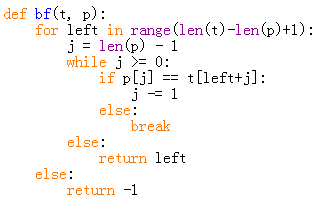 def bf(t, p):
    for left in range(len(t)-len(p)+1):
        j = len(p) - 1
        while j >= 0:
            if p[j] == t[left+j]:
                j -= 1
            else:
                break
        else:
            return left
    else:
        return -1